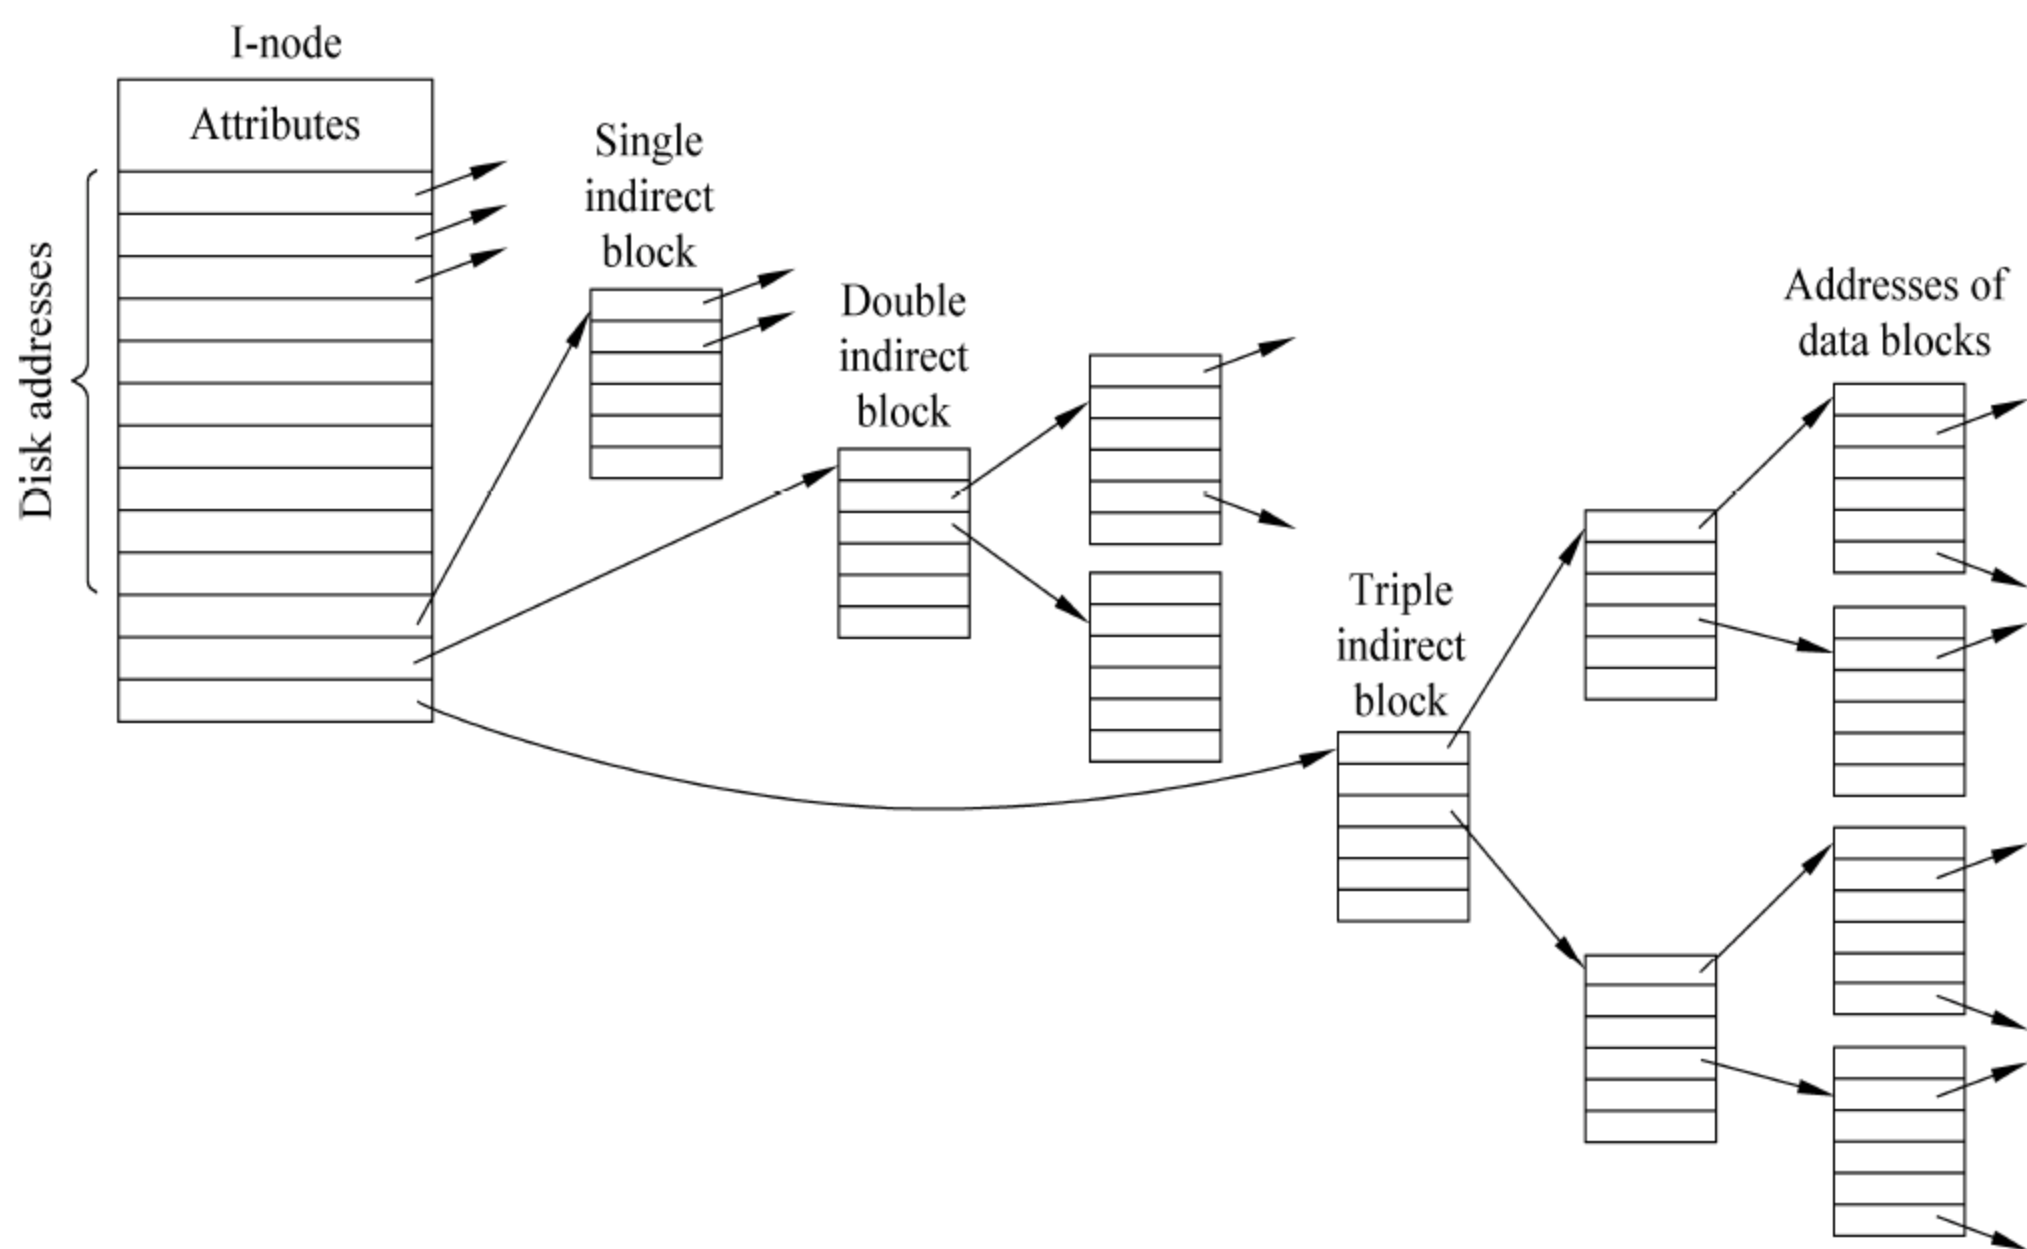 I-node
Attributes
Disk addresses
Single
indirect
block
Double
indirect
block
Triple
indirect
block
Addresses of
data blocks